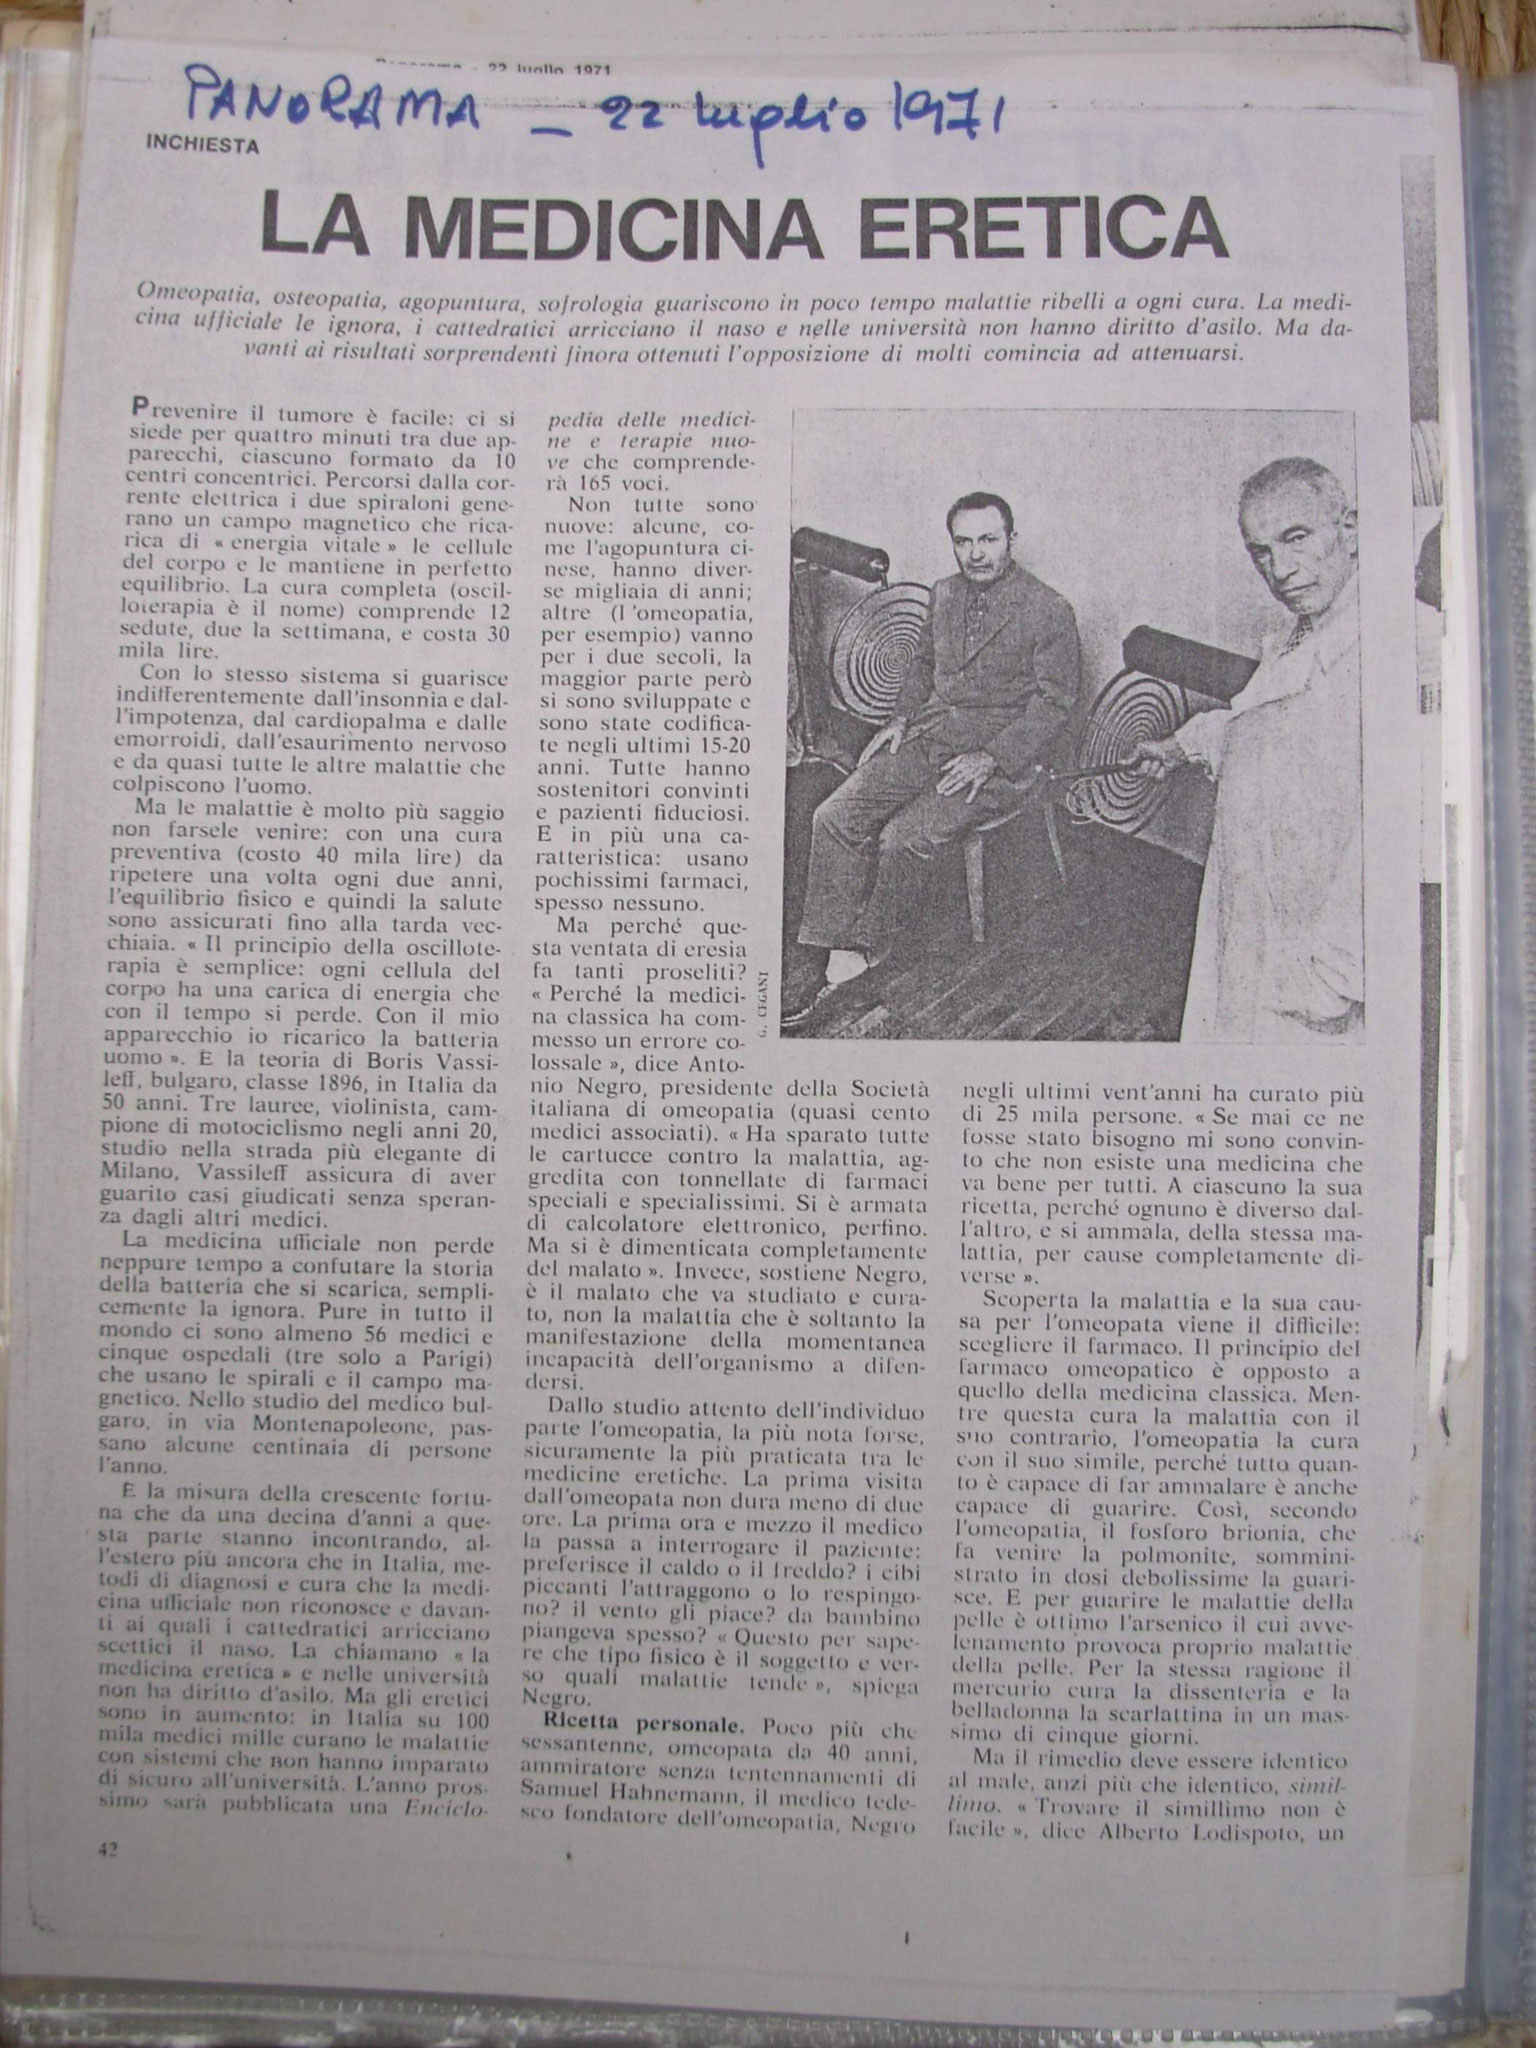 Panorama - 22 luglio 1971
PANORAMA - 22 luglio 1971
INCHIESTA
LA MEDICINA ERETICA
Omeopatia, osteopatia, agopuntura, sofrologia guariscono in poco tempo malattie ribelli a ogni cura. La medi-
cina ufficiale le ignora, i cattedratici arricciano il naso e nelle università non hanno diritto d'asilo. Ma da-
vanti ai risultati sorprendenti finora ottenuti l'opposizione di molti comincia ad attenuarsi.
Prevenire il tumore è facile: ci si
siede per quattro minuti tra due ap-
parecchi, ciascuno formato da 10
centri concentrici. Percorsi dalla cor-
rente elettrica i due spiraloni gene-
rano un campo magnetico che rica-
rica di « energia vitale » le cellule
del corpo e le mantiene in perfetto
equilibrio. La cura completa (oscil-
loterapia è il nome) comprende 12
sedute, due la settimana, e costa 30
mila lire.
Con lo stesso sistema si guarisce
indifferentemente dall'insonnia e dal-
l'impotenza, dal cardiopalma e dalle
emorroidi, dall'esaurimento nervoso
e da quasi tutte le altre malattie che
colpiscono l'uomo.
Ma le malattie è molto più saggio
non farsele venire: con una cura
preventiva (costo 40 mila lire) da
ripetere una volta ogni due anni,
l'equilibrio fisico e quindi la salute
sono assicurati fino alla tarda vec-
chiaia. « Il principio della oscillote-
rapia è semplice: ogni cellula del
corpo ha una carica di energia che
con il tempo si perde. Con il mio
apparecchio io ricarico la batteria
uomo ». È la teoria di Boris Vassi-
leff, bulgaro, classe 1896, in Italia da
50 anni. Tre lauree, violinista, cam-
pione di motociclismo negli anni 20,
studio nella strada più elegante di
Milano, Vassileff assicura di aver
guarito casi giudicati senza speran-
za dagli altri medici.
La medicina ufficiale non perde
neppure tempo a confutare la storia
della batteria che si scarica, sempli-
cemente la ignora. Pure in tutto il
mondo ci sono almeno 56 medici e
cinque ospedali (tre solo a Parigi)
che usano le spirali e il campo ma-
gnetico. Nello studio del medico bul-
garo, in via Montenapoleone, pas-
sano alcune centinaia di persone
l'anno.
È la misura della crescente fortu-
na che da una decina d'anni a que-
sta parte stanno incontrando, al-
l'estero più ancora che in Italia, me-
todi di diagnosi e cura che la medi-
cina ufficiale non riconosce e davan-
ti ai quali i cattedratici arricciano
scettici il naso. La chiamano « la
medicina eretica » e nelle università
non ha diritto d'asilo. Ma gli eretici
sono in aumento: in Italia su 100
mila medici mille curano le malattie
con sistemi che non hanno imparato
di sicuro all'università. L'anno pros-
simo sarà pubblicata una Enciclo-
42
pedia delle medici-
ne e terapie nuo-
ve che comprende-
rà 165 voci.
Non tutte sono
nuove: alcune, co-
me l'agopuntura ci-
nese, hanno diver-
se migliaia di anni;
altre (l'omeopatia,
per esempio) vanno
per i due secoli, la
maggior parte però
si sono sviluppate e
sono state codifica-
te negli ultimi 15-20
anni. Tutte hanno
sostenitori convinti
e pazienti fiduciosi.
E in più una ca-
ratteristica: usano
pochissimi farmaci,
spesso nessuno.
Ma perché que-
sta ventata di eresia
fa tanti proseliti?
« Perché la medici-
na classica ha com-
messo un errore co-
lossale », dice Anto-
nio Negro, presidente della Società
italiana di omeopatia (quasi cento
medici associati). « Ha sparato tutte
le cartucce contro la malattia, ag-
gredita con tonnellate di farmaci
speciali e specialissimi. Si è armata
di calcolatore elettronico, perfino.
Ma si è dimenticata completamente
del malato ». Invece, sostiene Negro,
è il malato che va studiato e cura-
to, non la malattia che è soltanto la
manifestazione della momentanea
incapacità dell'organismo a difen-
dersi.
Dallo studio attento dell'individuo
parte l'omeopatia, la più nota forse,
sicuramente la più praticata tra le
medicine eretiche. La prima visita
dall'omeopata non dura meno di due
ore. La prima ora e mezzo il medico
la passa a interrogare il paziente:
preferisce il caldo o il freddo? i cibi
piccanti l'attraggono o lo respingo-
no? il vento gli piace? da bambino
piangeva spesso? « Questo per sape-
re che tipo fisico è il soggetto e ver-
so quali malattie tende », spiega
Negro.
Ricetta personale. Poco più che
sessantenne, omeopata da 40 anni,
ammiratore senza tentennamenti di
Samuel Hahnemann, il medico tede-
sco fondatore dell'omeopatia, Negro
G. CEGANI
negli ultimi vent'anni ha curato più
di 25 mila persone. « Se mai ce ne
fosse stato bisogno mi sono convin-
to che non esiste una medicina che
va bene per tutti. A ciascuno la sua
ricetta, perché ognuno è diverso dal-
l'altro, e si ammala, della stessa ma-
lattia, per cause completamente di-
verse ».
Scoperta la malattia e la sua cau-
sa per l'omeopata viene il difficile:
scegliere il farmaco. Il principio del
farmaco omeopatico è opposto a
quello della medicina classica. Men-
tre questa cura la malattia con il
suo contrario, l'omeopatia la cura
con il suo simile, perché tutto quan-
to è capace di far ammalare è anche
capace di guarire. Così, secondo
l'omeopatia, il fosforo brionia, che
fa venire la polmonite, sommini-
strato in dosi debolissime la guari-
sce. E per guarire le malattie della
pelle è ottimo l'arsenico il cui avve-
lenamento provoca proprio malattie
della pelle. Per la stessa ragione il
mercurio cura la dissenteria e la
belladonna la scarlattina in un mas-
simo di cinque giorni.
Ma il rimedio deve essere identico
al male, anzi più che identico, simil-
limo. « Trovare il simillimo non è
facile », dice Alberto Lodispoto, un